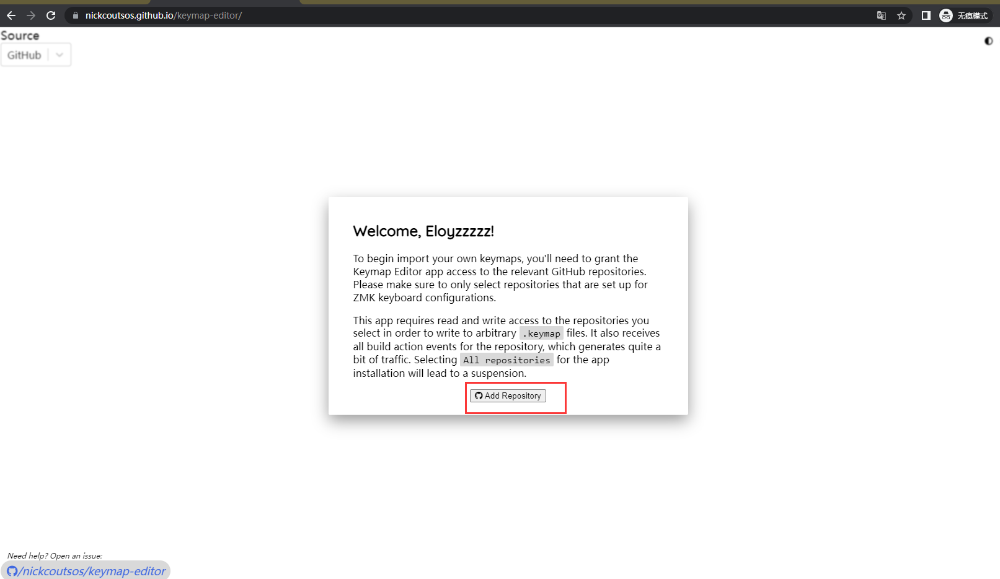 nickcoutsos.github.io/keymap-editor/
无痕模式
Source
GitHub
Welcome, Eloyzzzzz!
To begin import your own keymaps, you'll need to grant the
Keymap Editor app access to the relevant GitHub repositories.
Please make sure to only select repositories that are set up for
ZMK keyboard configurations.
This app requires read and write access to the repositories you
select in order to write to arbitrary .keymap files. It also receives
all build action events for the repository, which generates quite a
bit of traffic. Selecting All repositories for the app
installation will lead to a suspension.
Add Repository
Need help? Open an issue:
/nickcoutsos/keymap-editor